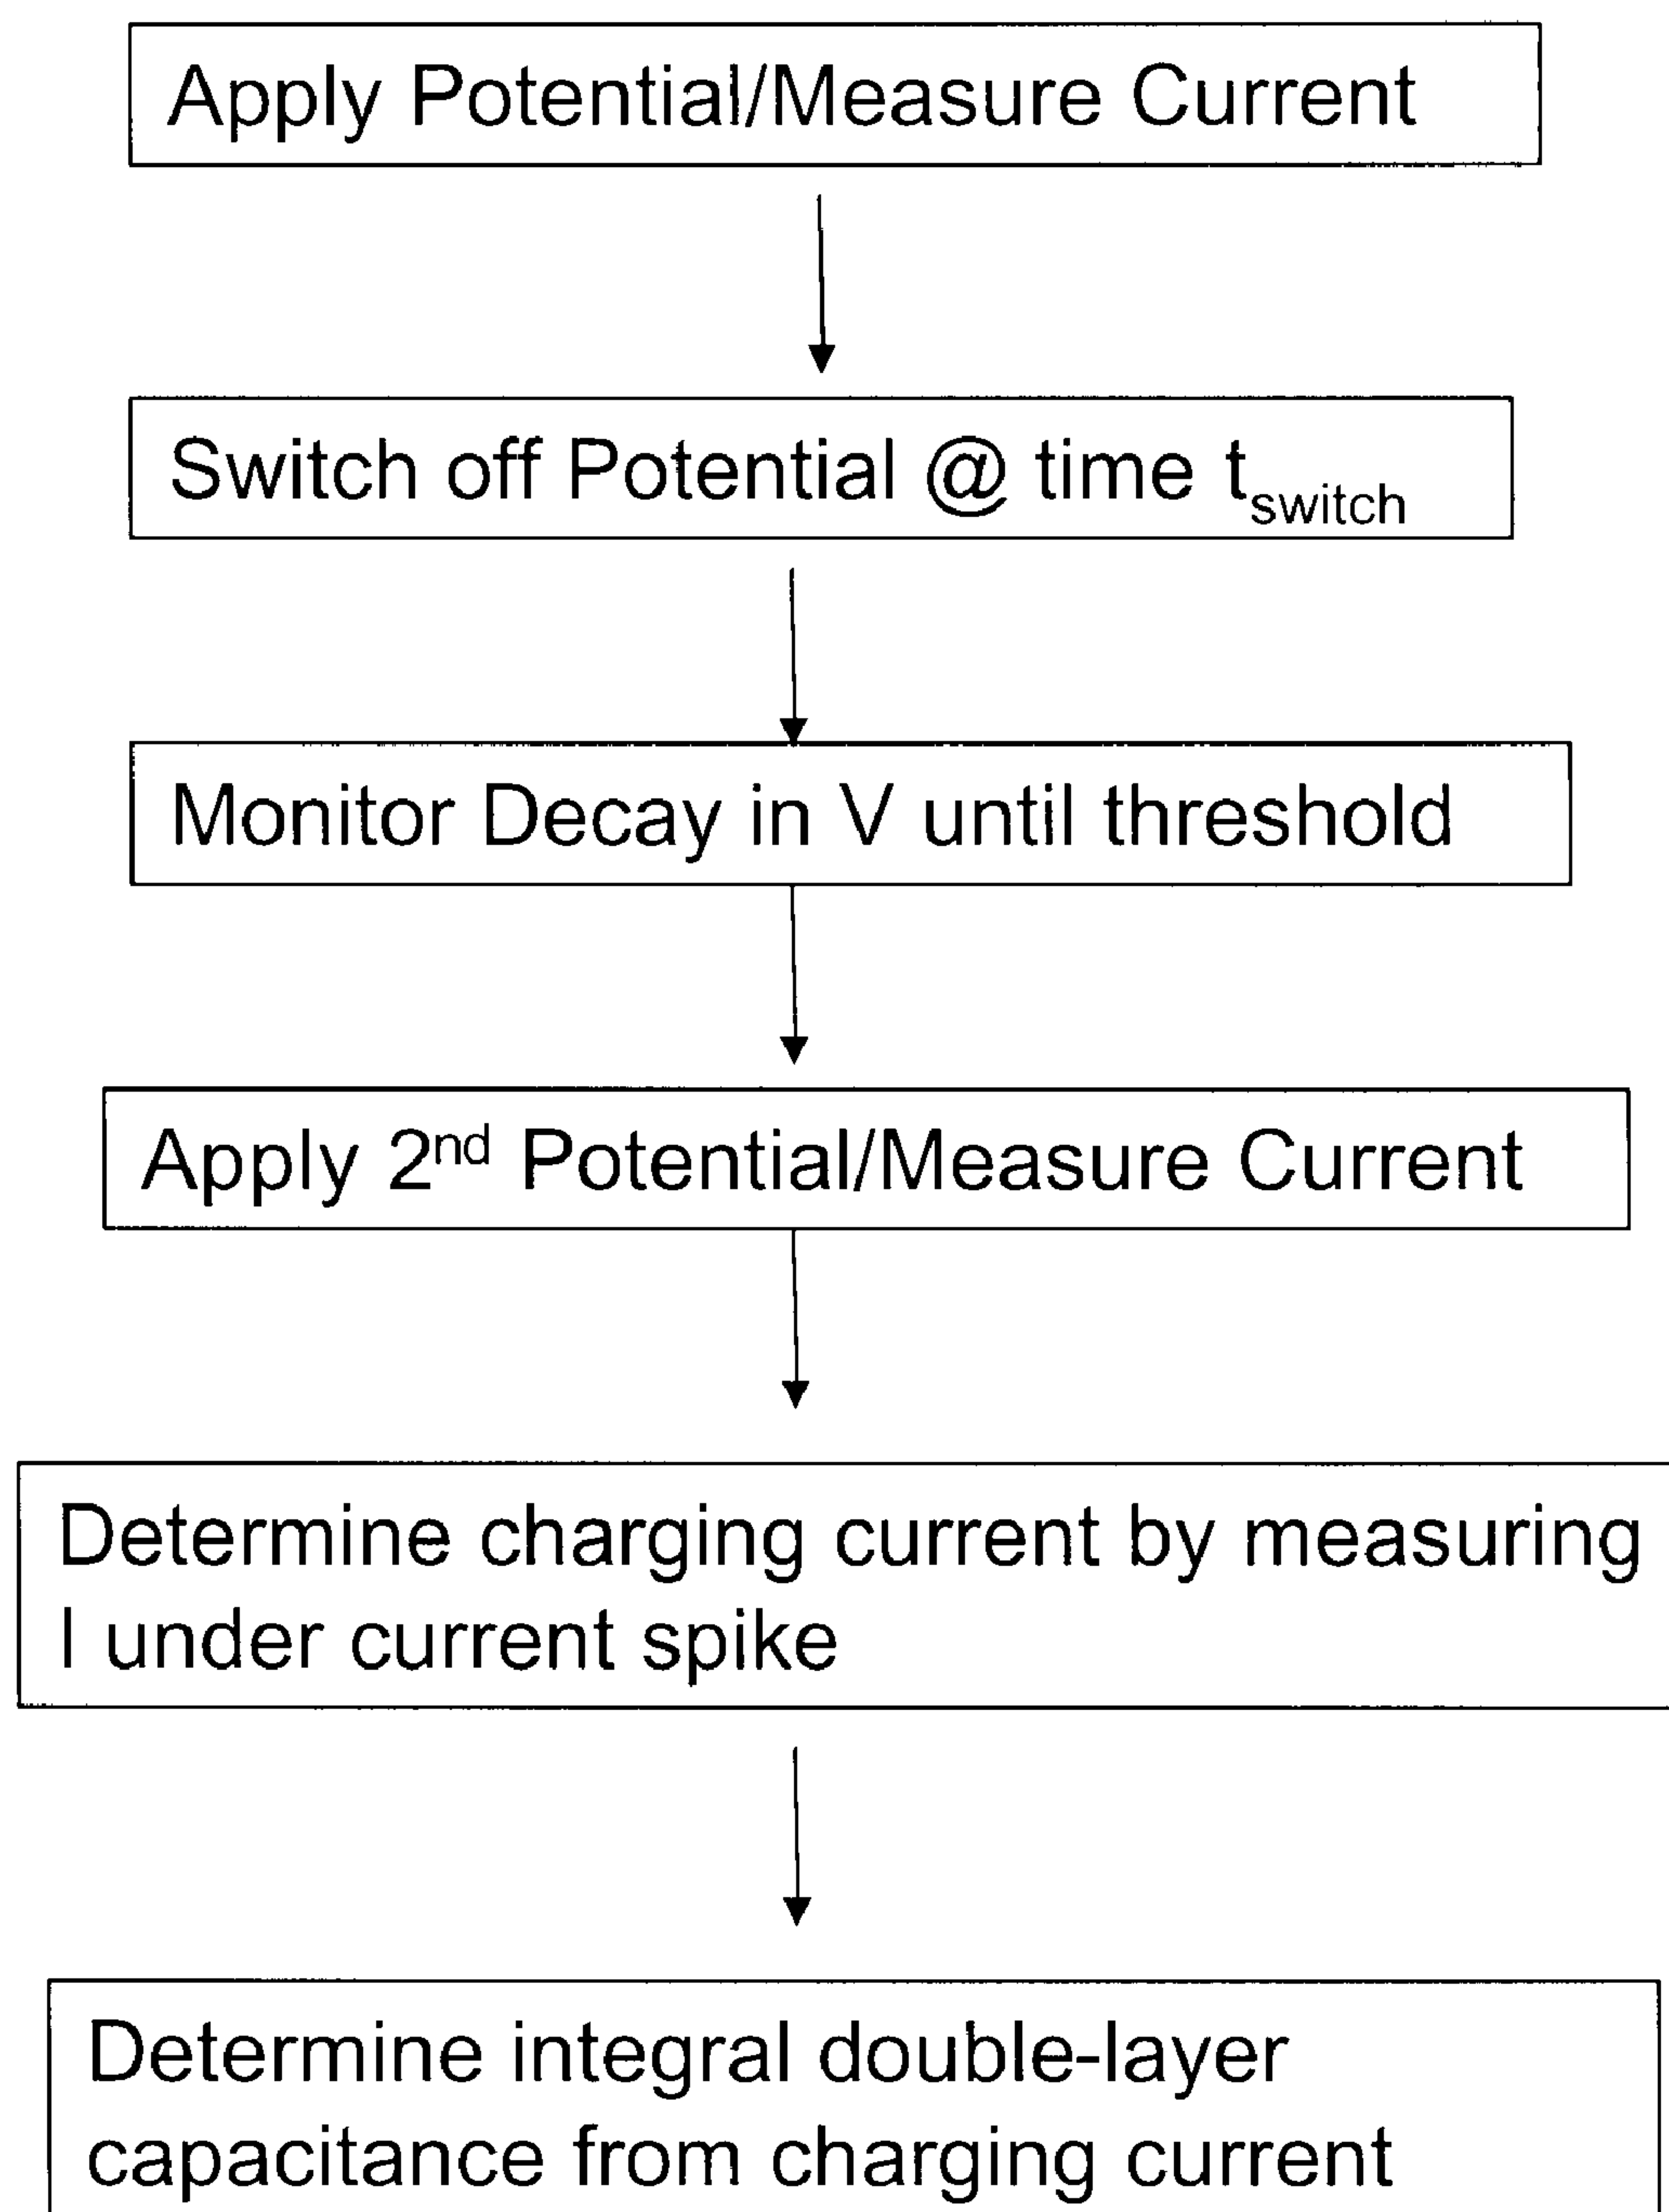 Apply Potential/Measure Current
Switch off Potential @ time tswitch
Monitor Decay in V until threshold
Apply 2nd Potential/Measure Current
Determine charging current by measuring
I under current spike
Determine integral double-layer
capacitance from charging current